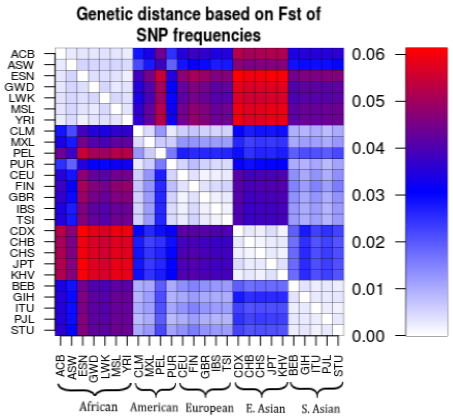 Genetic distance based on Fst of
SNP frequencies
ACB
ASW
ESN
GWD
LWK
MSL
YRI
CLM
MXL
PEL
PUR
CEU
FIN
GBR
IBS
TSI
CDX
CHB
CHS
JPT
KHV
BEB
GIH
ITU
PJL
STU
0.06
0.05
0.04
0.03
0.02
0.01
0.00
ACB ASW ESN GWD LWK MSL YRI CLM MXL PEL PUR CEU FIN GBR IBS TSI CDX CHB CHS JPT KHV BEB GIH ITU PJL STU
African American European E. Asian S. Asian